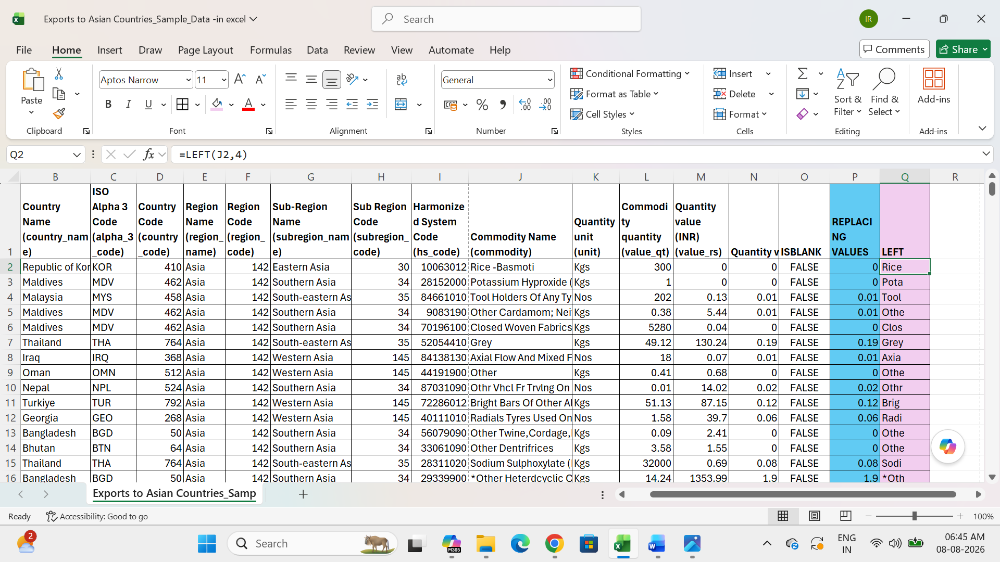 Exports to Asian Countries_Sample_Data -in excel
Search
IR
File Home Insert Draw Page Layout Formulas Data Review View Automate Help
Comments Share
Paste
Clipboard
Aptos Narrow 11
B I U
Font
Alignment
General
Number
Conditional Formatting
Format as Table
Cell Styles
Styles
Insert
Delete
Format
Cells
Sort & Filter
Find & Select
Editing
Add-ins
Add-ins
Q2 fx =LEFT(J2,4)
B C D E F G H I J K L M N O P Q R
1 Country Name (country_name) ISO Alpha 3 Code (alpha_3_code) Country Code (country_code) Region Name (region_name) Region Code (region_code) Sub-Region Name (subregion_name) Sub Region Code (subregion_code) Harmonized System Code (hs_code) Commodity Name (commodity) Quantity unit (unit) Commodity quantity (value_qt) Quantity value (INR) (value_rs) Quantity v ISBLANK REPLACING VALUES LEFT
2 Republic of Kor KOR 410 Asia 142 Eastern Asia 30 10063012 Rice -Basmoti Kgs 300 0 0 FALSE 0 Rice
3 Maldives MDV 462 Asia 142 Southern Asia 34 28152000 Potassium Hyproxide ( Kgs 1 0 0 FALSE 0 Pota
4 Malaysia MYS 458 Asia 142 South-eastern As 35 84661010 Tool Holders Of Any Ty Nos 202 0.13 0.01 FALSE 0.01 Tool
5 Maldives MDV 462 Asia 142 Southern Asia 34 9083190 Other Cardamom; Nei Kgs 0.38 5.44 0.01 FALSE 0.01 Othe
6 Maldives MDV 462 Asia 142 Southern Asia 34 70196100 Closed Woven Fabrics Kgs 5280 0.04 0 FALSE 0 Clos
7 Thailand THA 764 Asia 142 South-eastern As 35 52054410 Grey Kgs 49.12 130.24 0.19 FALSE 0.19 Grey
8 Iraq IRQ 368 Asia 142 Western Asia 145 84138130 Axial Flow And Mixed F Nos 18 0.07 0.01 FALSE 0.01 Axia
9 Oman OMN 512 Asia 142 Western Asia 145 44191900 Other Kgs 0.41 0.68 0 FALSE 0 Othe
10 Nepal NPL 524 Asia 142 Southern Asia 34 87031090 Othr Vhcl Fr Trvlng On Nos 0.01 14.02 0.02 FALSE 0.02 Othr
11 Turkiye TUR 792 Asia 142 Western Asia 145 72286012 Bright Bars Of Other Al Kgs 51.13 87.15 0.12 FALSE 0.12 Brig
12 Georgia GEO 268 Asia 142 Western Asia 145 40111010 Radials Tyres Used On Nos 1.58 39.7 0.06 FALSE 0.06 Radi
13 Bangladesh BGD 50 Asia 142 Southern Asia 34 56079090 Other Twine,Cordage, Kgs 0.09 2.41 0 FALSE 0 Othe
14 Bhutan BTN 64 Asia 142 Southern Asia 34 33061090 Other Dentrifrices Kgs 3.58 1.55 0 FALSE 0 Othe
15 Thailand THA 764 Asia 142 South-eastern As 35 28311020 Sodium Sulphoxylate ( Kgs 32000 0.69 0.08 FALSE 0.08 Sodi
16 Bangladesh BGD 50 Asia 142 Southern Asia 34 29339900 *Other Heterdcyclic C Kgs 14.24 1353.99 1.9 FALSE 1.9 *Oth
Exports to Asian Countries_Samp
Ready Accessibility: Good to go 100%
2 Search M365 ENG IN 06:45 AM 08-08-2026